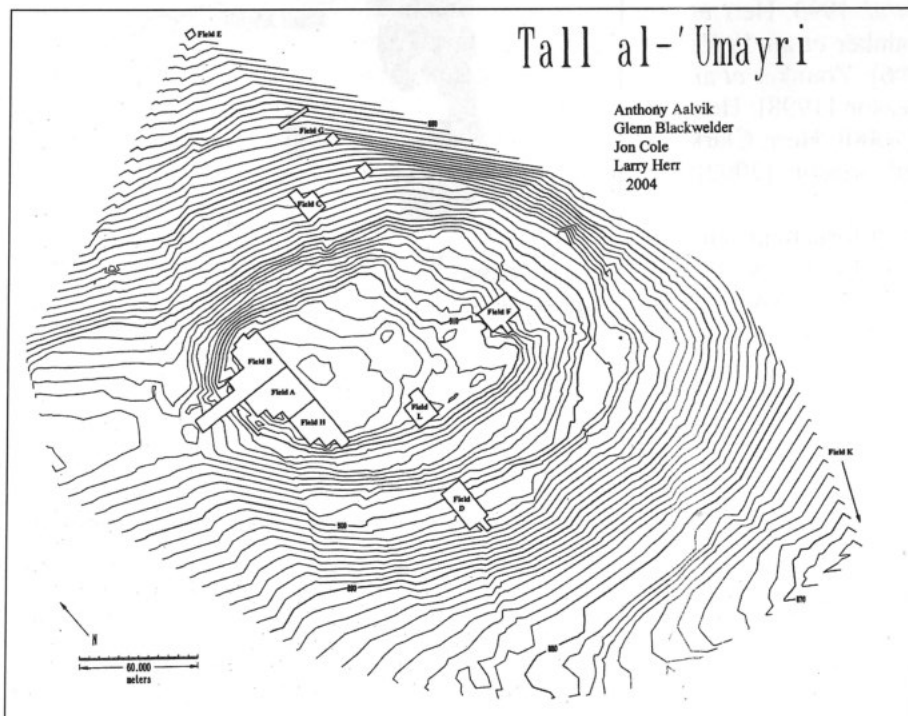 Tall al-'Umayri
Anthony Aalvik
Glenn Blackwelder
Jon Cole
Larry Herr
2004
Field E
Field G
Field C
Field F
Field B
Field A
Field H
Field
L
Field
D
Field K
N
60.000
meters